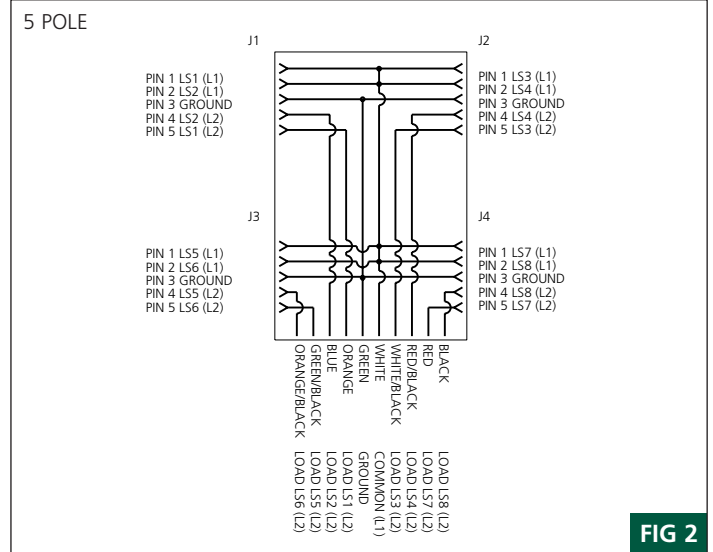 5 POLE
J1
J2
PIN 1 LS1 (L1)
PIN 2 LS2 (L1)
PIN 3 GROUND
PIN 4 LS2 (L2)
PIN 5 LS1 (L2)
PIN 1 LS3 (L1)
PIN 2 LS4 (L1)
PIN 3 GROUND
PIN 4 LS4 (L2)
PIN 5 LS3 (L2)
J3
J4
PIN 1 LS5 (L1)
PIN 2 LS6 (L1)
PIN 3 GROUND
PIN 4 LS5 (L2)
PIN 5 LS6 (L2)
PIN 1 LS7 (L1)
PIN 2 LS8 (L1)
PIN 3 GROUND
PIN 4 LS8 (L2)
PIN 5 LS7 (L2)
ORANGE/BLACK LOAD LS6 (L2)
GREEN/BLACK LOAD LS5 (L2)
BLUE LOAD LS2 (L2)
ORANGE LOAD LS1 (L2)
GREEN GROUND
WHITE COMMON (L1)
WHITE/BLACK LOAD LS3 (L2)
RED/BLACK LOAD LS4 (L2)
RED LOAD LS7 (L2)
BLACK LOAD LS8 (L2)
FIG 2